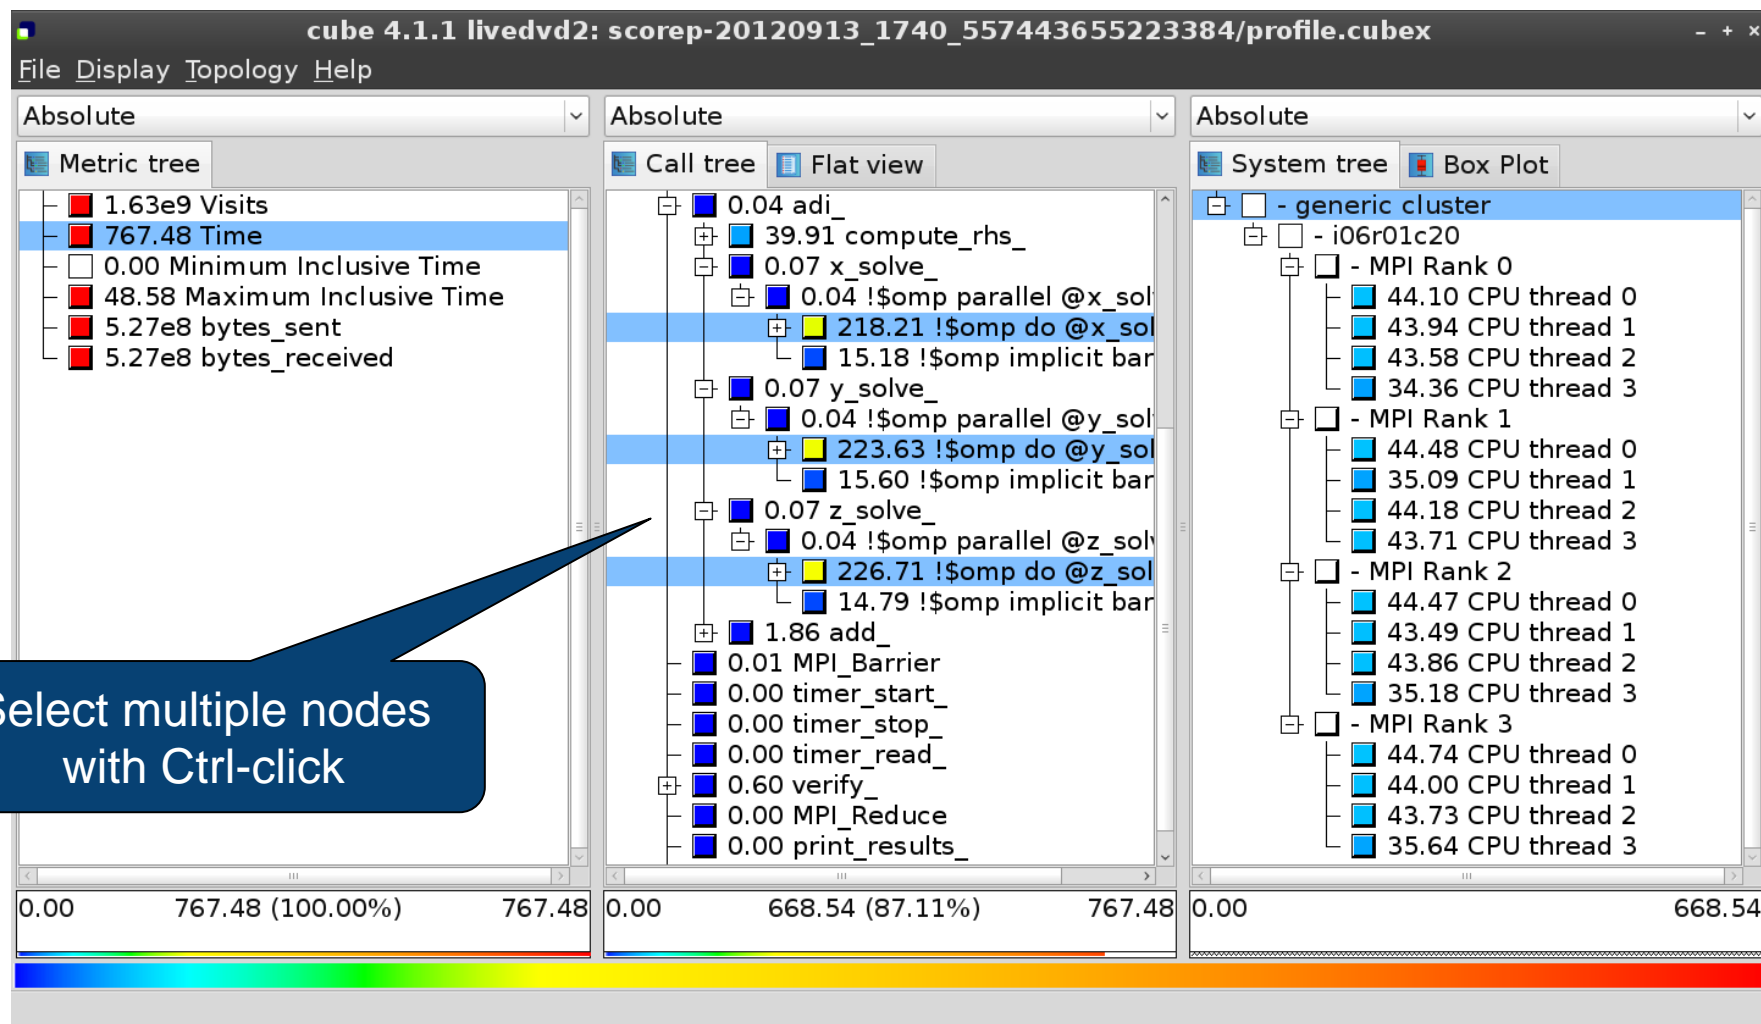 cube 4.1.1 livedvd2: scorep-20120913_1740_557443655223384/profile.cubex
File Display Topology Help
Absolute
Metric tree
1.63e9 Visits
767.48 Time
0.00 Minimum Inclusive Time
48.58 Maximum Inclusive Time
5.27e8 bytes_sent
5.27e8 bytes_received
Select multiple nodes
with Ctrl-click
0.00 767.48 (100.00%) 767.48
Absolute
Call tree Flat view
0.04 adi_
39.91 compute_rhs_
0.07 x_solve_
0.04 !$omp parallel @x_sol
218.21 !$omp do @x_sol
15.18 !$omp implicit bar
0.07 y_solve_
0.04 !$omp parallel @y_sol
223.63 !$omp do @y_sol
15.60 !$omp implicit bar
0.07 z_solve_
0.04 !$omp parallel @z_solv
226.71 !$omp do @z_sol
14.79 !$omp implicit bar
1.86 add_
0.01 MPI_Barrier
0.00 timer_start_
0.00 timer_stop_
0.00 timer_read_
0.60 verify_
0.00 MPI_Reduce
0.00 print_results_
0.00 668.54 (87.11%) 767.48
Absolute
System tree Box Plot
- generic cluster
- i06r01c20
- MPI Rank 0
44.10 CPU thread 0
43.94 CPU thread 1
43.58 CPU thread 2
34.36 CPU thread 3
- MPI Rank 1
44.48 CPU thread 0
35.09 CPU thread 1
44.18 CPU thread 2
43.71 CPU thread 3
- MPI Rank 2
44.47 CPU thread 0
43.49 CPU thread 1
43.86 CPU thread 2
35.18 CPU thread 3
- MPI Rank 3
44.74 CPU thread 0
44.00 CPU thread 1
43.73 CPU thread 2
35.64 CPU thread 3
0.00 668.54